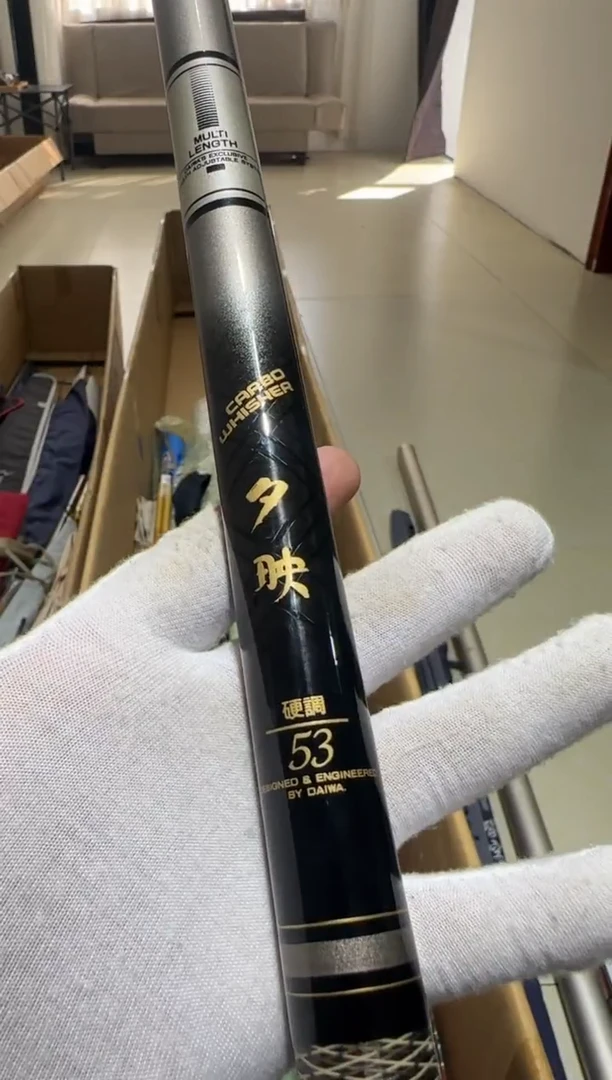 MULTI
LENGTH
CARBO
WHISKER
夕
映
硬調
53
DESIGNED & ENGINEERED
BY DAIWA.